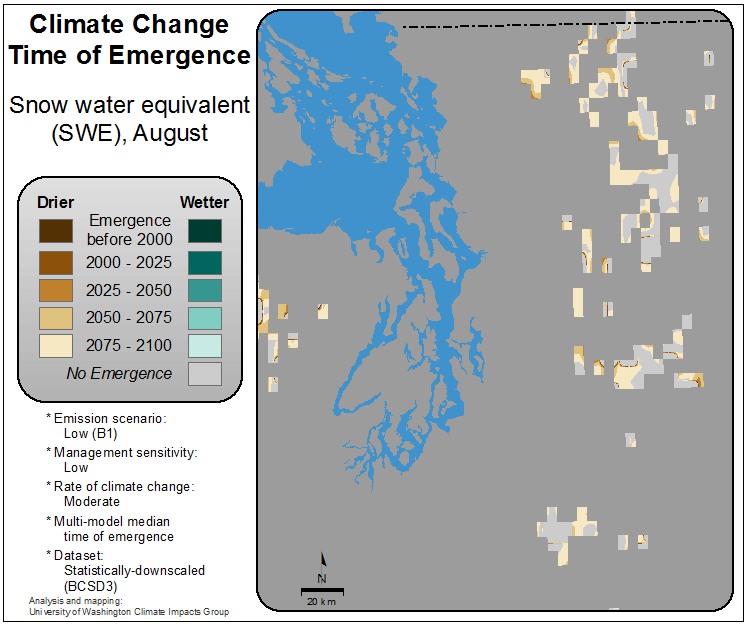 Climate Change
Time of Emergence
Snow water equivalent
(SWE), August
Drier
Wetter
Emergence
before 2000
2000 - 2025
2025 - 2050
2050 - 2075
2075 - 2100
No Emergence
* Emission scenario:
Low (B1)
* Management sensitivity:
Low
* Rate of climate change:
Moderate
* Multi-model median
time of emergence
* Dataset:
Statistically-downscaled
(BCSD3)
Analysis and mapping:
University of Washington Climate Impacts Group
N
20 km